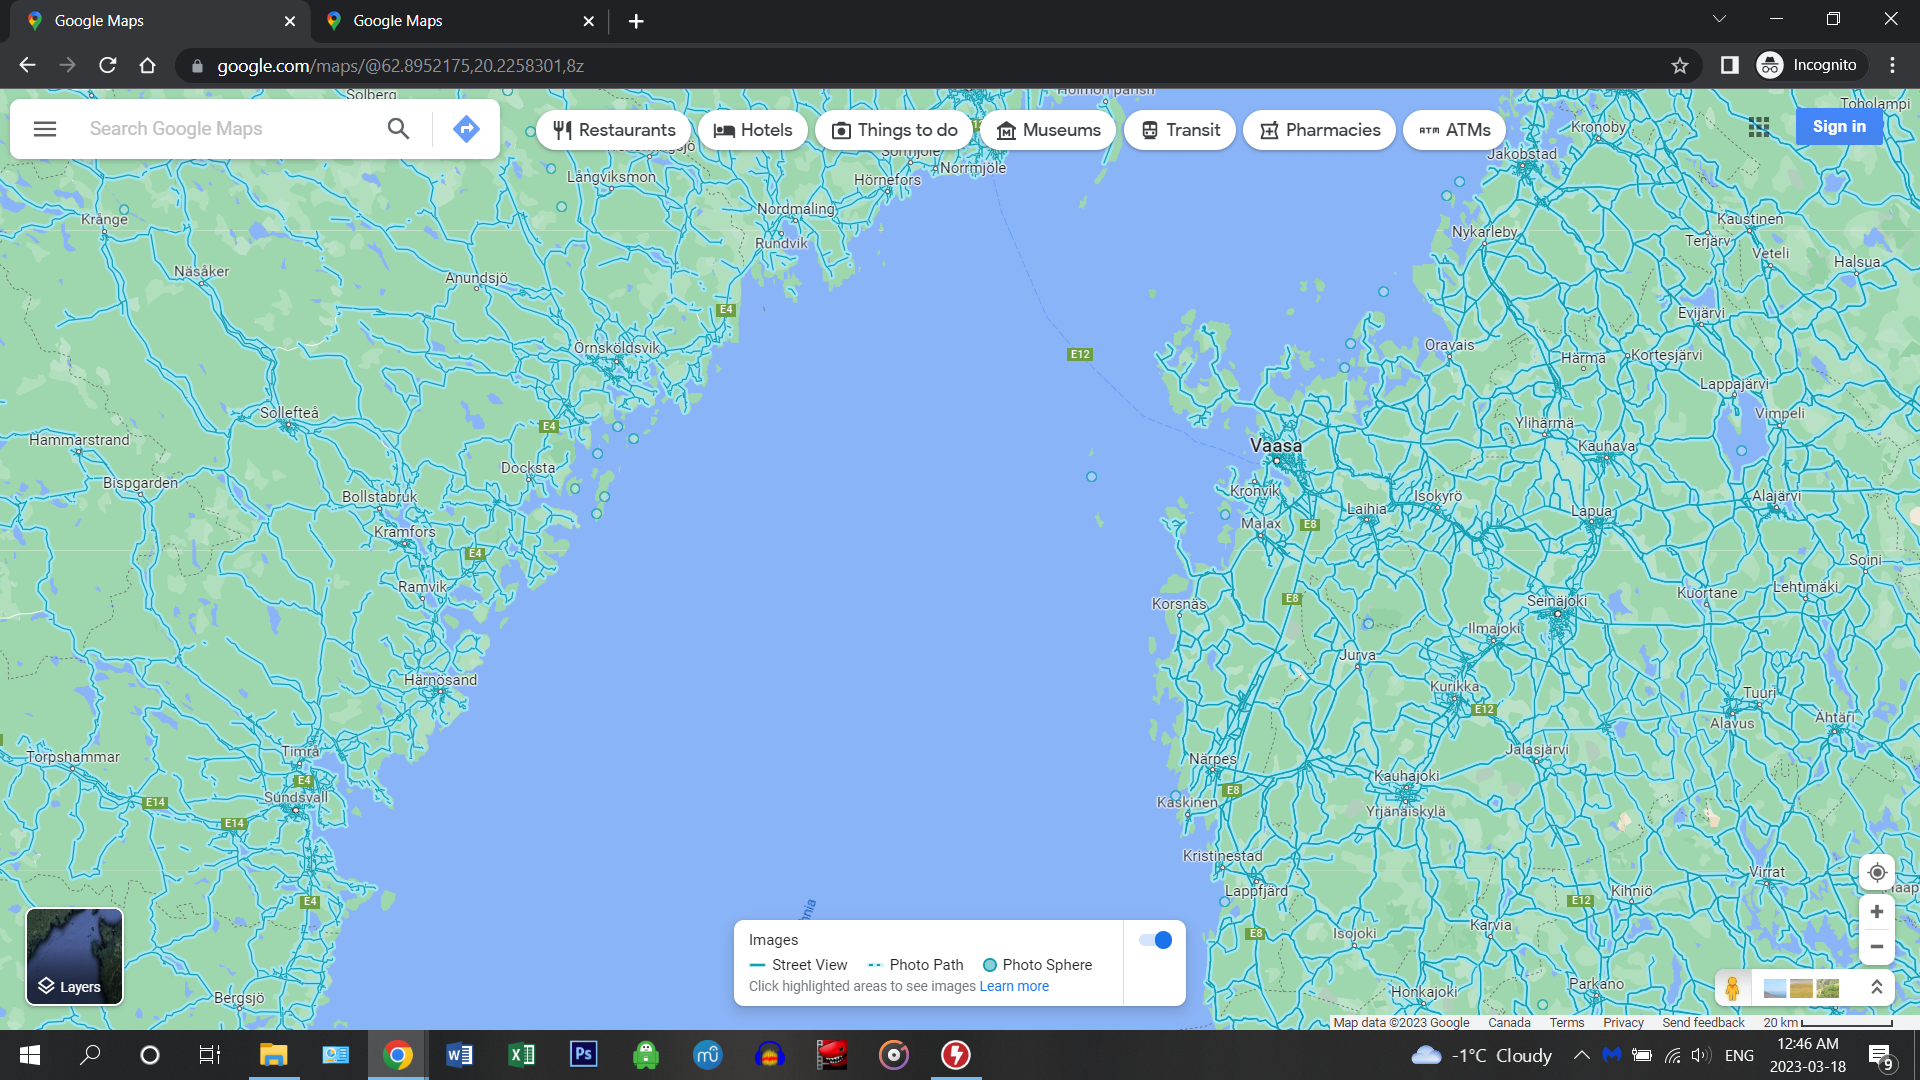 Google Maps
Google Maps
google.com/maps/@62.8952175,20.2258301,8z
Incognito
Search Google Maps
Restaurants
Hotels
Things to do
Museums
Transit
Pharmacies
ATM ATMs
Sign in
Solberg
Holmön parish
Toholampi
Kronoby
Jakobstad
Långviksmon
Sörmjöle
Norrmjöle
Hörnefors
Krånge
Nordmaling
Rundvik
Kaustinen
Nykarleby
Terjärv
Veteli
Halsua
Näsåker
Anundsjö
E4
Evijärvi
Örnsköldsvik
E12
Oravais
Härmä
Kortesjärvi
Lappajärvi
Sollefteå
Vimpeli
E4
Ylihärmä
Hammarstrand
Vaasa
Kauhava
Docksta
Bispgarden
Bollstabruk
Kronvik
Isokyrö
Alajärvi
Laihia
Lapua
Kramfors
Malax
E8
E4
Soini
Ramvik
Lehtimäki
Kuortane
E8
Korsnäs
Seinäjoki
Ilmajoki
Jurva
Härnösand
Kurikka
Tuuri
E12
Alavus
Ähtäri
Timrå
Torpshammar
Jalasjärvi
Närpes
E4
Kauhajoki
E8
Sundsvall
E14
Kaskinen
Yrjänäiskylä
E14
Kristinestad
Virrat
Lappfjärd
Kihniö
E4
E12
Karvia
E8
Isojoki
Images
Street View
Photo Path
Photo Sphere
Click highlighted areas to see images Learn more
Layers
Bergsjö
Parkano
Honkajoki
Map data ©2023 Google
Canada
Terms
Privacy
Send feedback
20 km
W
X
Ps
mu
-1°C Cloudy
ENG
12:46 AM
2023-03-18
9